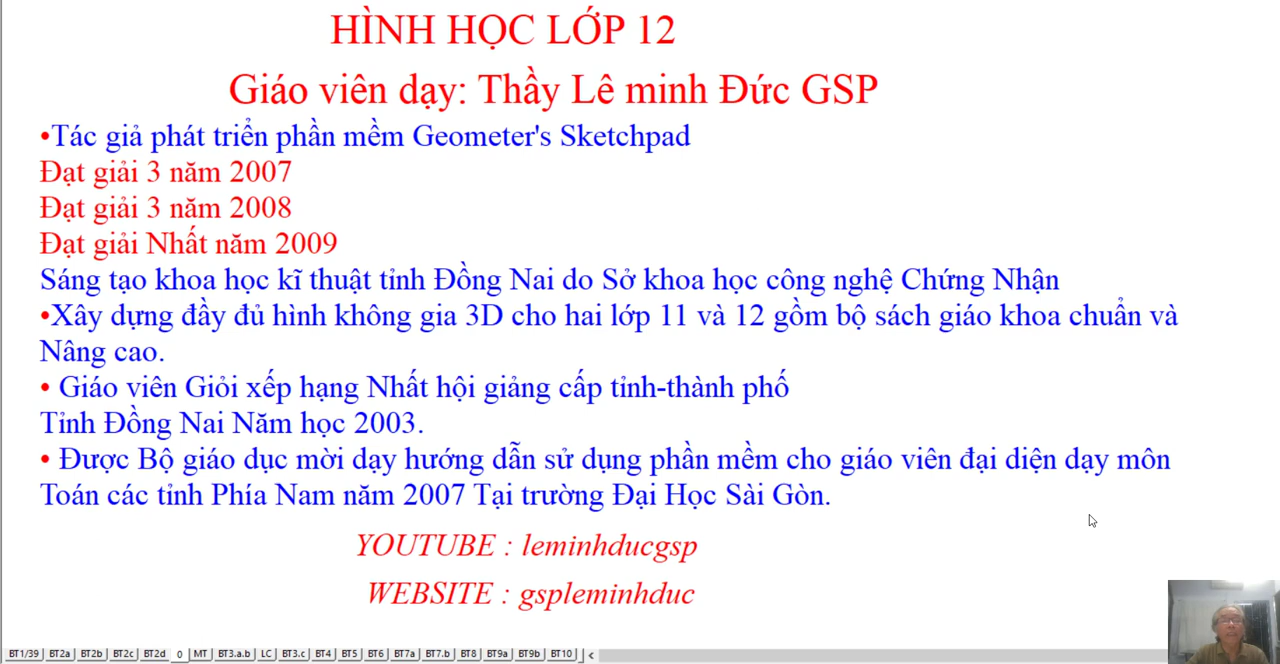 HÌNH HỌC LỚP 12
Giáo viên dạy: Thầy Lê minh Đức GSP
•Tác giả phát triển phần mềm Geometer's Sketchpad
Đạt giải 3 năm 2007
Đạt giải 3 năm 2008
Đạt giải Nhất năm 2009
Sáng tạo khoa học kĩ thuật tỉnh Đồng Nai do Sở khoa học công nghệ Chứng Nhận
•Xây dựng đầy đủ hình không gia 3D cho hai lớp 11 và 12 gồm bộ sách giáo khoa chuẩn và
Nâng cao.
• Giáo viên Giỏi xếp hạng Nhất hội giảng cấp tỉnh-thành phố
Tỉnh Đồng Nai Năm học 2003.
• Được Bộ giáo dục mời dạy hướng dẫn sử dụng phần mềm cho giáo viên đại diện dạy môn
Toán các tỉnh Phía Nam năm 2007 Tại trường Đại Học Sài Gòn.
YOUTUBE : leminhducgsp
WEBSITE : gspleminhduc
BT1/39 BT2a BT2b BT2c BT2d 0 MT BT3.a.b LC BT3.c BT4 BT5 BT6 BT7a BT7.b BT8 BT9a BT9b BT10